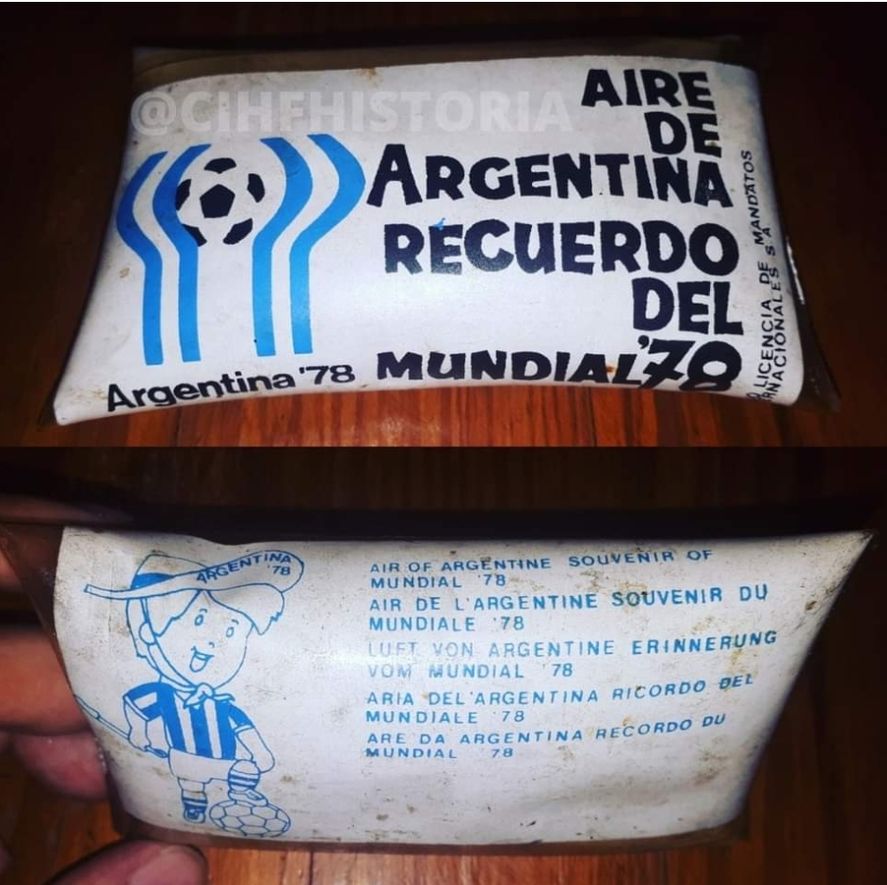 @CIHFHISTORIA
AIRE
DE
ARGENTINA
RECUERDO
DEL
MUNDIAL'78
Argentina '78
LICENCIA DE MANDATOS
RNACIONALES S A
ARGENTINA
'78
AIR OF ARGENTINE SOUVENIR OF
MUNDIAL '78
AIR DE L'ARGENTINE SOUVENIR DU
MUNDIALE '78
LUFT VON ARGENTINE ERINNERUNG
VOM MUNDIAL '78
ARIA DEL'ARGENTINA RICORDO DEL
MUNDIALE '78
ARE DA ARGENTINA RECORDO DU
MUNDIAL 78